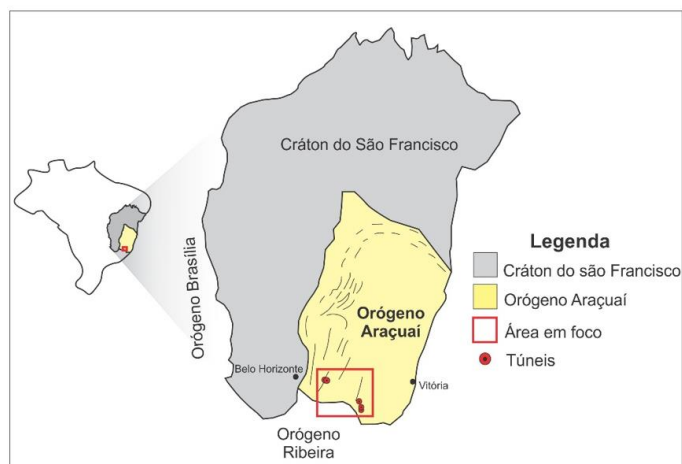 Cráton do São Francisco
Orógeno Brasília
Orógeno
Araçuaí
Belo Horizonte
Vitória
Orógeno
Ribeira
Legenda
Cráton do são Francisco
Orógeno Araçuaí
Área em foco
Túneis